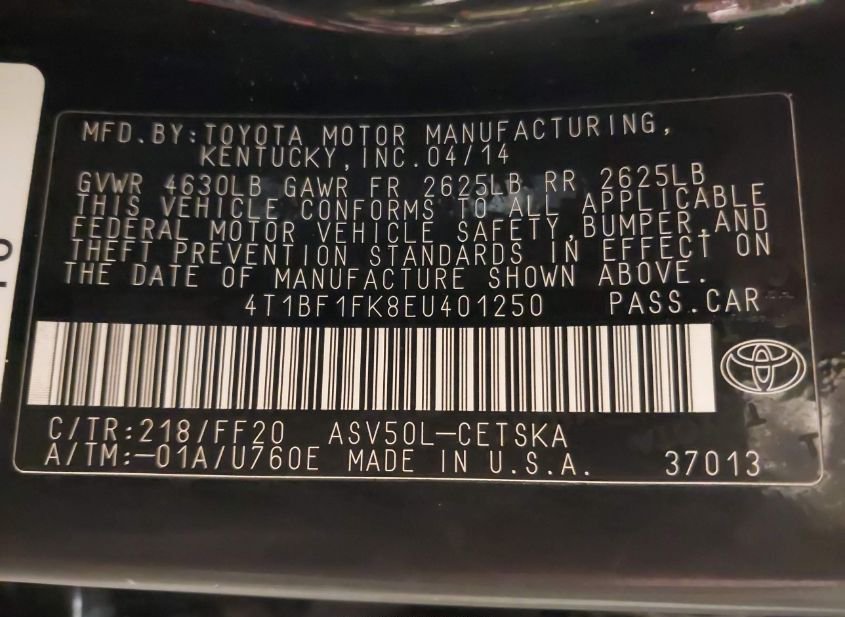 MFD.BY:TOYOTA MOTOR MANUFACTURING,
KENTUCKY,INC.04/14
GVWR 4630LB GAWR FR 2625LB RR 2625LB
THIS VEHICLE CONFORMS TO ALL APPLICABLE
FEDERAL MOTOR VEHICLE SAFETY,BUMPER,AND
THEFT PREVENTION STANDARDS IN EFFECT ON
THE DATE OF MANUFACTURE SHOWN ABOVE.
4T1BF1FK8EU401250 PASS.CAR
C/TR:218/FF20 ASV50L-CETSKA
A/TM:-01A/U760E MADE IN U.S.A. 37013